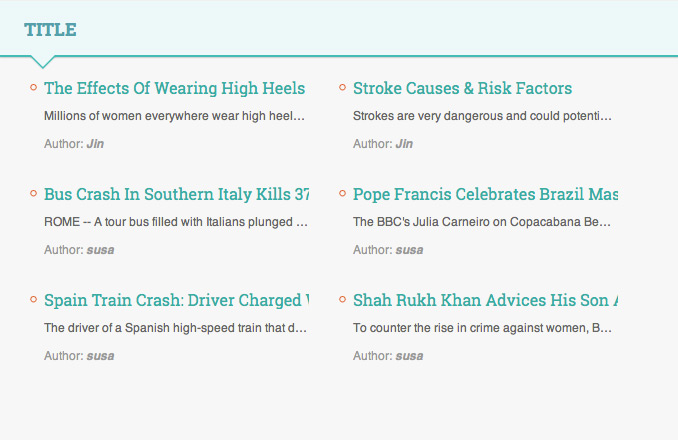 TITLE
The Effects Of Wearing High Heels
Millions of women everywhere wear high heel...
Author: Jin
Stroke Causes & Risk Factors
Strokes are very dangerous and could potenti...
Author: Jin
Bus Crash In Southern Italy Kills 37
ROME -- A tour bus filled with Italians plunged ...
Author: susa
Pope Francis Celebrates Brazil Mas
The BBC's Julia Carneiro on Copacabana Be...
Author: susa
Spain Train Crash: Driver Charged
The driver of a Spanish high-speed train that d...
Author: susa
Shah Rukh Khan Advices His Son
To counter the rise in crime against women, B...
Author: susa